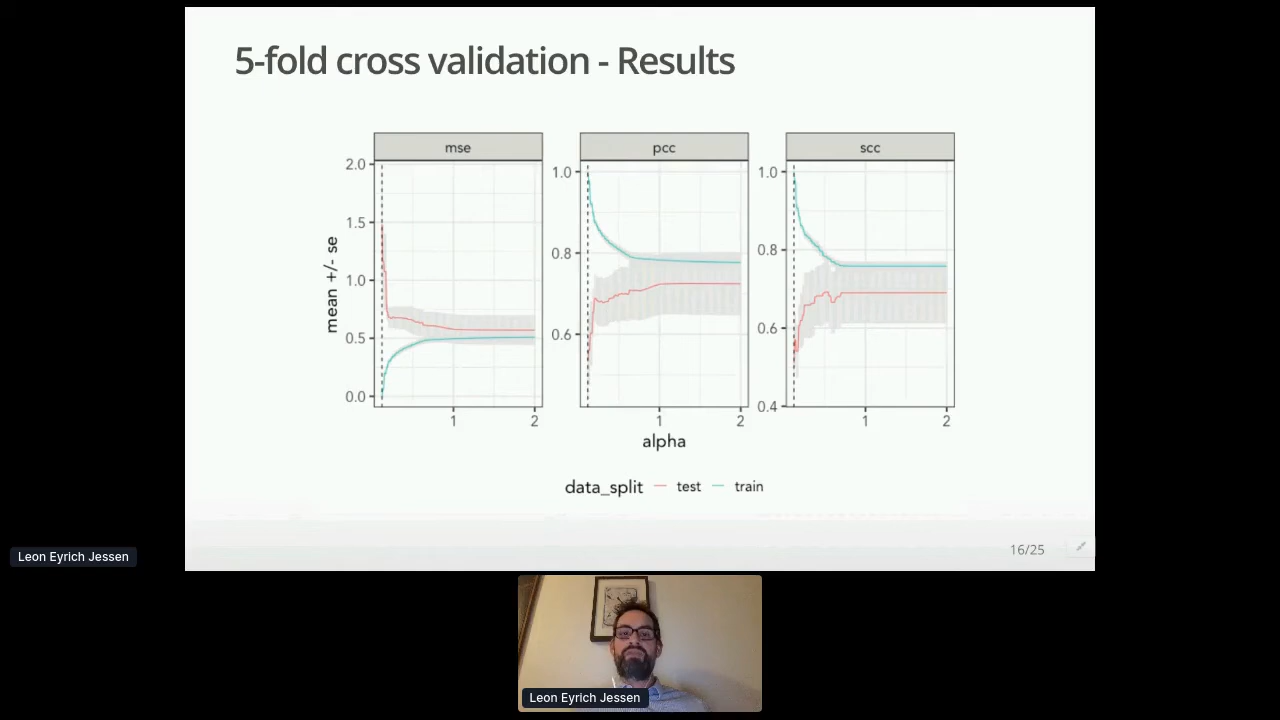 5-fold cross validation - Results
mse
pcc
scc
2.0
1.5
1.0
0.5
0.0
1.0
0.8
0.6
1.0
0.8
0.6
0.4
mean +/- se
1
2
1
2
1
2
alpha
data_split
test
train
16/25
Leon Eyrich Jessen
Leon Eyrich Jessen